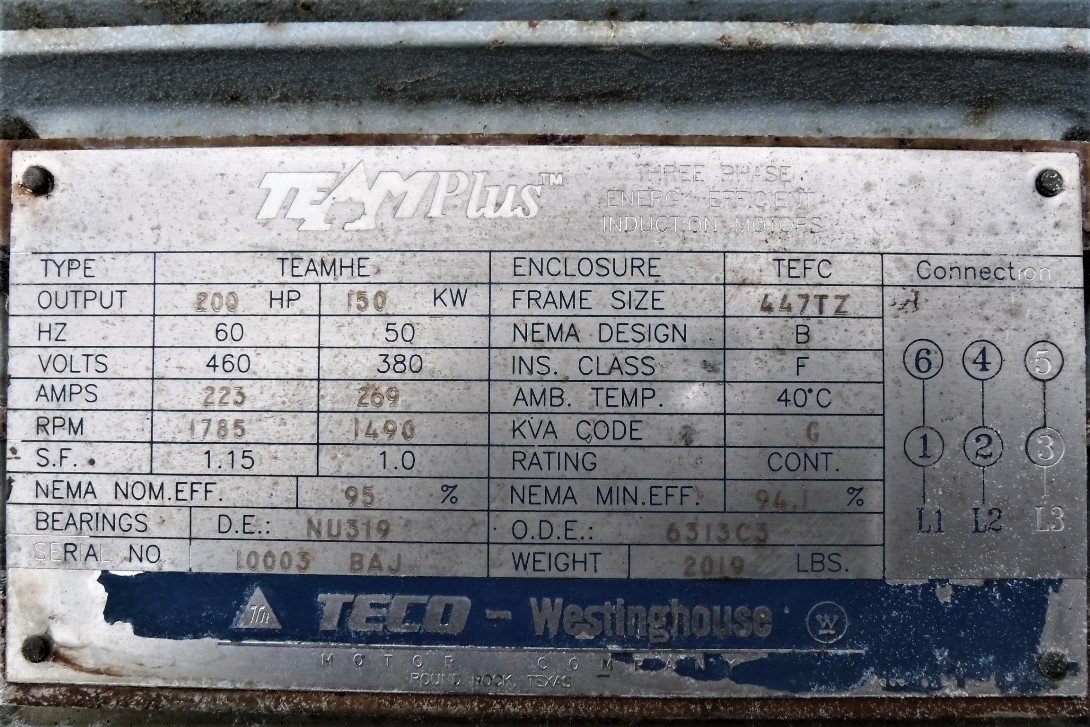 TEAMPlus™
THREE PHASE
ENERGY EFFICIENT
INDUCTION MOTORS
TYPE TEAMHE ENCLOSURE TEFC Connection
OUTPUT 200 HP 150 KW FRAME SIZE 447TZ
HZ 60 50 NEMA DESIGN B
VOLTS 460 380 INS. CLASS F 6 4 5
AMPS 223 269 AMB. TEMP. 40°C
RPM 1785 1490 KVA CODE G 1 2 3
S.F. 1.15 1.0 RATING CONT.
NEMA NOM.EFF. 95 % NEMA MIN.EFF. 94.1 %
BEARINGS D.E.: NU319 O.D.E.: 6313C3 L1 L2 L3
SERAL NO 10003 BAJ WEIGHT 2019 LBS.
TECO - Westinghouse W
MOTOR COMPANY
ROUND ROCK, TEXAS